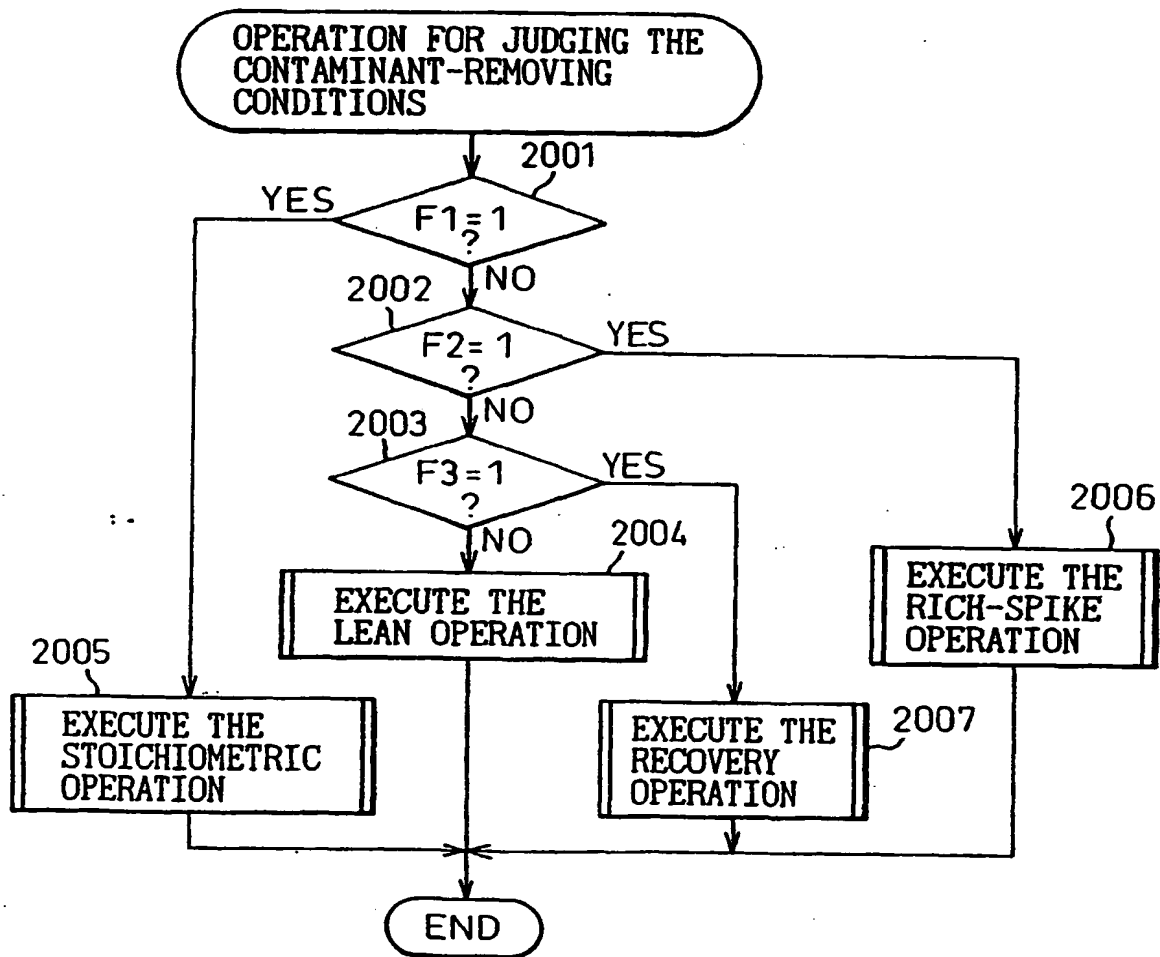 OPERATION FOR JUDGING THE
CONTAMINANT-REMOVING
CONDITIONS
2001
YES
F1=1
?
NO
2002
YES
F2=1
?
NO
2003
YES
F3=1
?
NO
2004
EXECUTE THE
LEAN OPERATION
2006
EXECUTE THE
RICH-SPIKE
OPERATION
2005
EXECUTE THE
STOICHIOMETRIC
OPERATION
2007
EXECUTE THE
RECOVERY
OPERATION
END